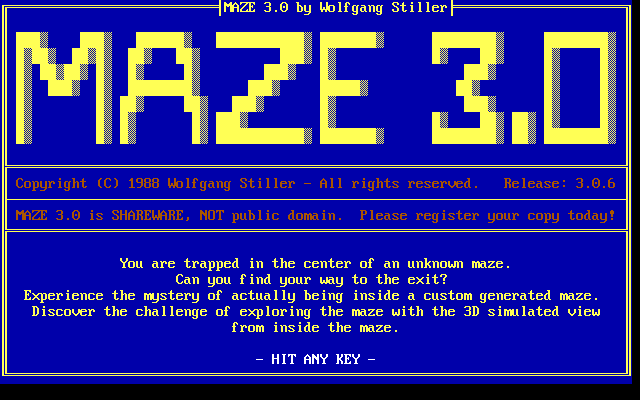 MAZE 3.0 by Wolfgang Stiller
MAZE 3.0
Copyright (C) 1988 Wolfgang Stiller - All rights reserved. Release: 3.0.6
MAZE 3.0 is SHAREWARE, NOT public domain. Please register your copy today!
You are trapped in the center of an unknown maze.
Can you find your way to the exit?
Experience the mystery of actually being inside a custom generated maze.
Discover the challenge of exploring the maze with the 3D simulated view
from inside the maze.
- HIT ANY KEY -